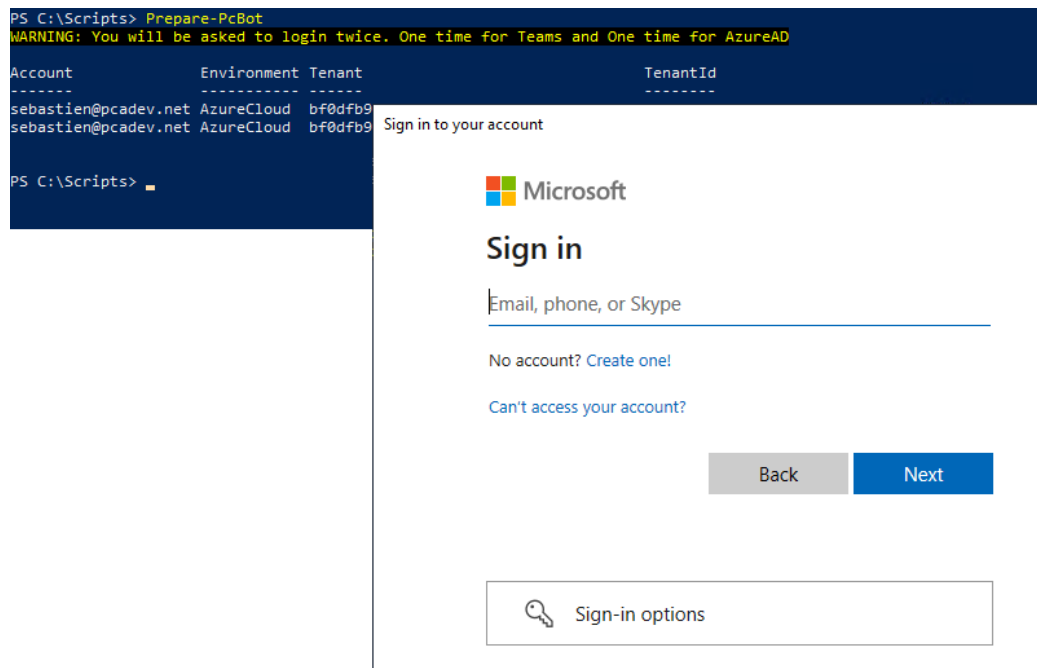 PS C:\Scripts> Prepare-PcBot
WARNING: You will be asked to login twice. One time for Teams and One time for AzureAD
Account Environment Tenant TenantId
------- ----------- ------ --------
sebastien@pcadev.net AzureCloud bf0dfb9
sebastien@pcadev.net AzureCloud bf0dfb9
PS C:\Scripts>
Sign in to your account
Microsoft
Sign in
Email, phone, or Skype
No account? Create one!
Can't access your account?
Back Next
Sign-in options